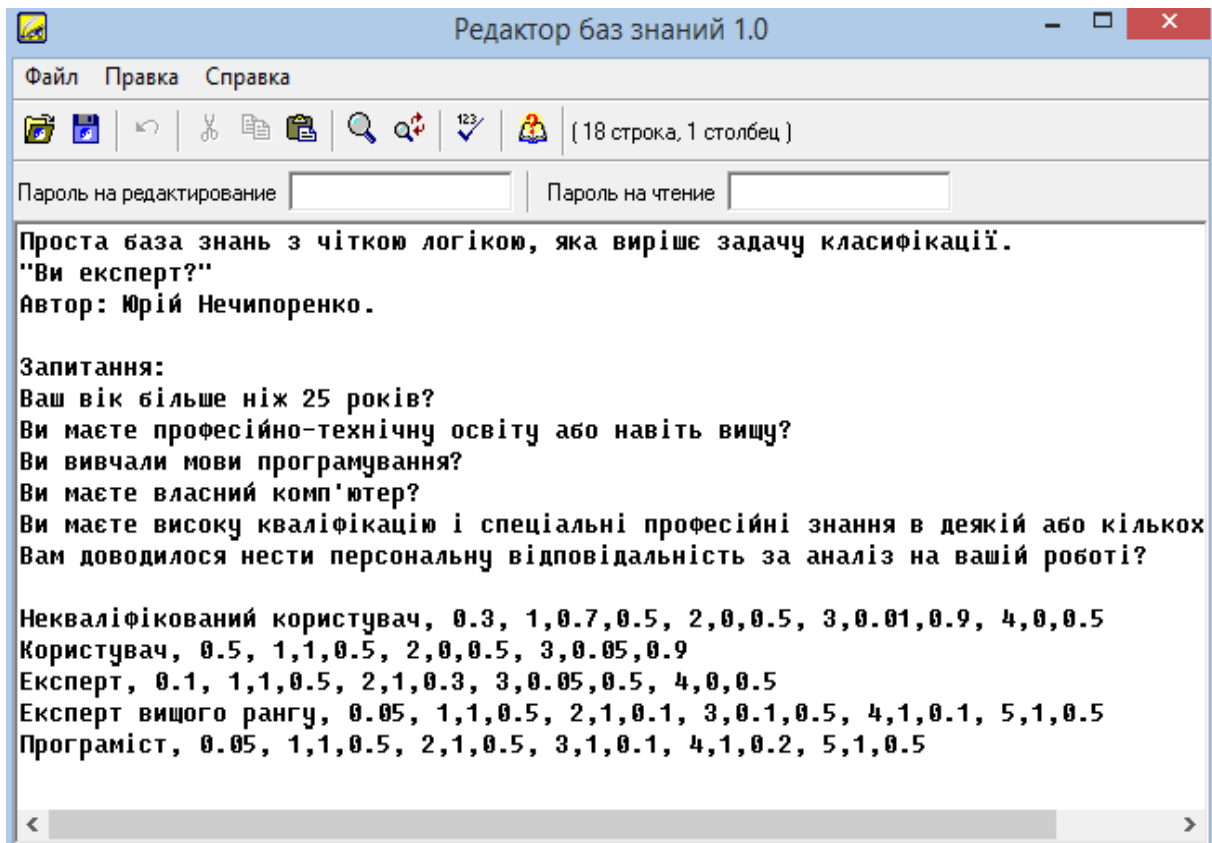 Редактор баз знаний 1.0
Файл Правка Справка
123 ( 18 строка, 1 столбец )
Пароль на редактирование Пароль на чтение
Проста база знань з чіткою логікою, яка вирішє задачу класифікації.
"Ви експерт?"
Автор: Юрій Нечипоренко.
Запитання:
Ваш вік більше ніж 25 років?
Ви маєте професійно-технічну освіту або навіть вищу?
Ви вивчали мови програмування?
Ви маєте власний комп'ютер?
Ви маєте високу кваліфікацію і спеціальні професійні знання в деякій або кількох
Вам доводилося нести персональну відповідальність за аналіз на вашій роботі?
Некваліфікований користувач, 0.3, 1,0.7,0.5, 2,0,0.5, 3,0.01,0.9, 4,0,0.5
Користувач, 0.5, 1,1,0.5, 2,0,0.5, 3,0.05,0.9
Експерт, 0.1, 1,1,0.5, 2,1,0.3, 3,0.05,0.5, 4,0,0.5
Експерт вищого рангу, 0.05, 1,1,0.5, 2,1,0.1, 3,0.1,0.5, 4,1,0.1, 5,1,0.5
Програміст, 0.05, 1,1,0.5, 2,1,0.5, 3,1,0.1, 4,1,0.2, 5,1,0.5